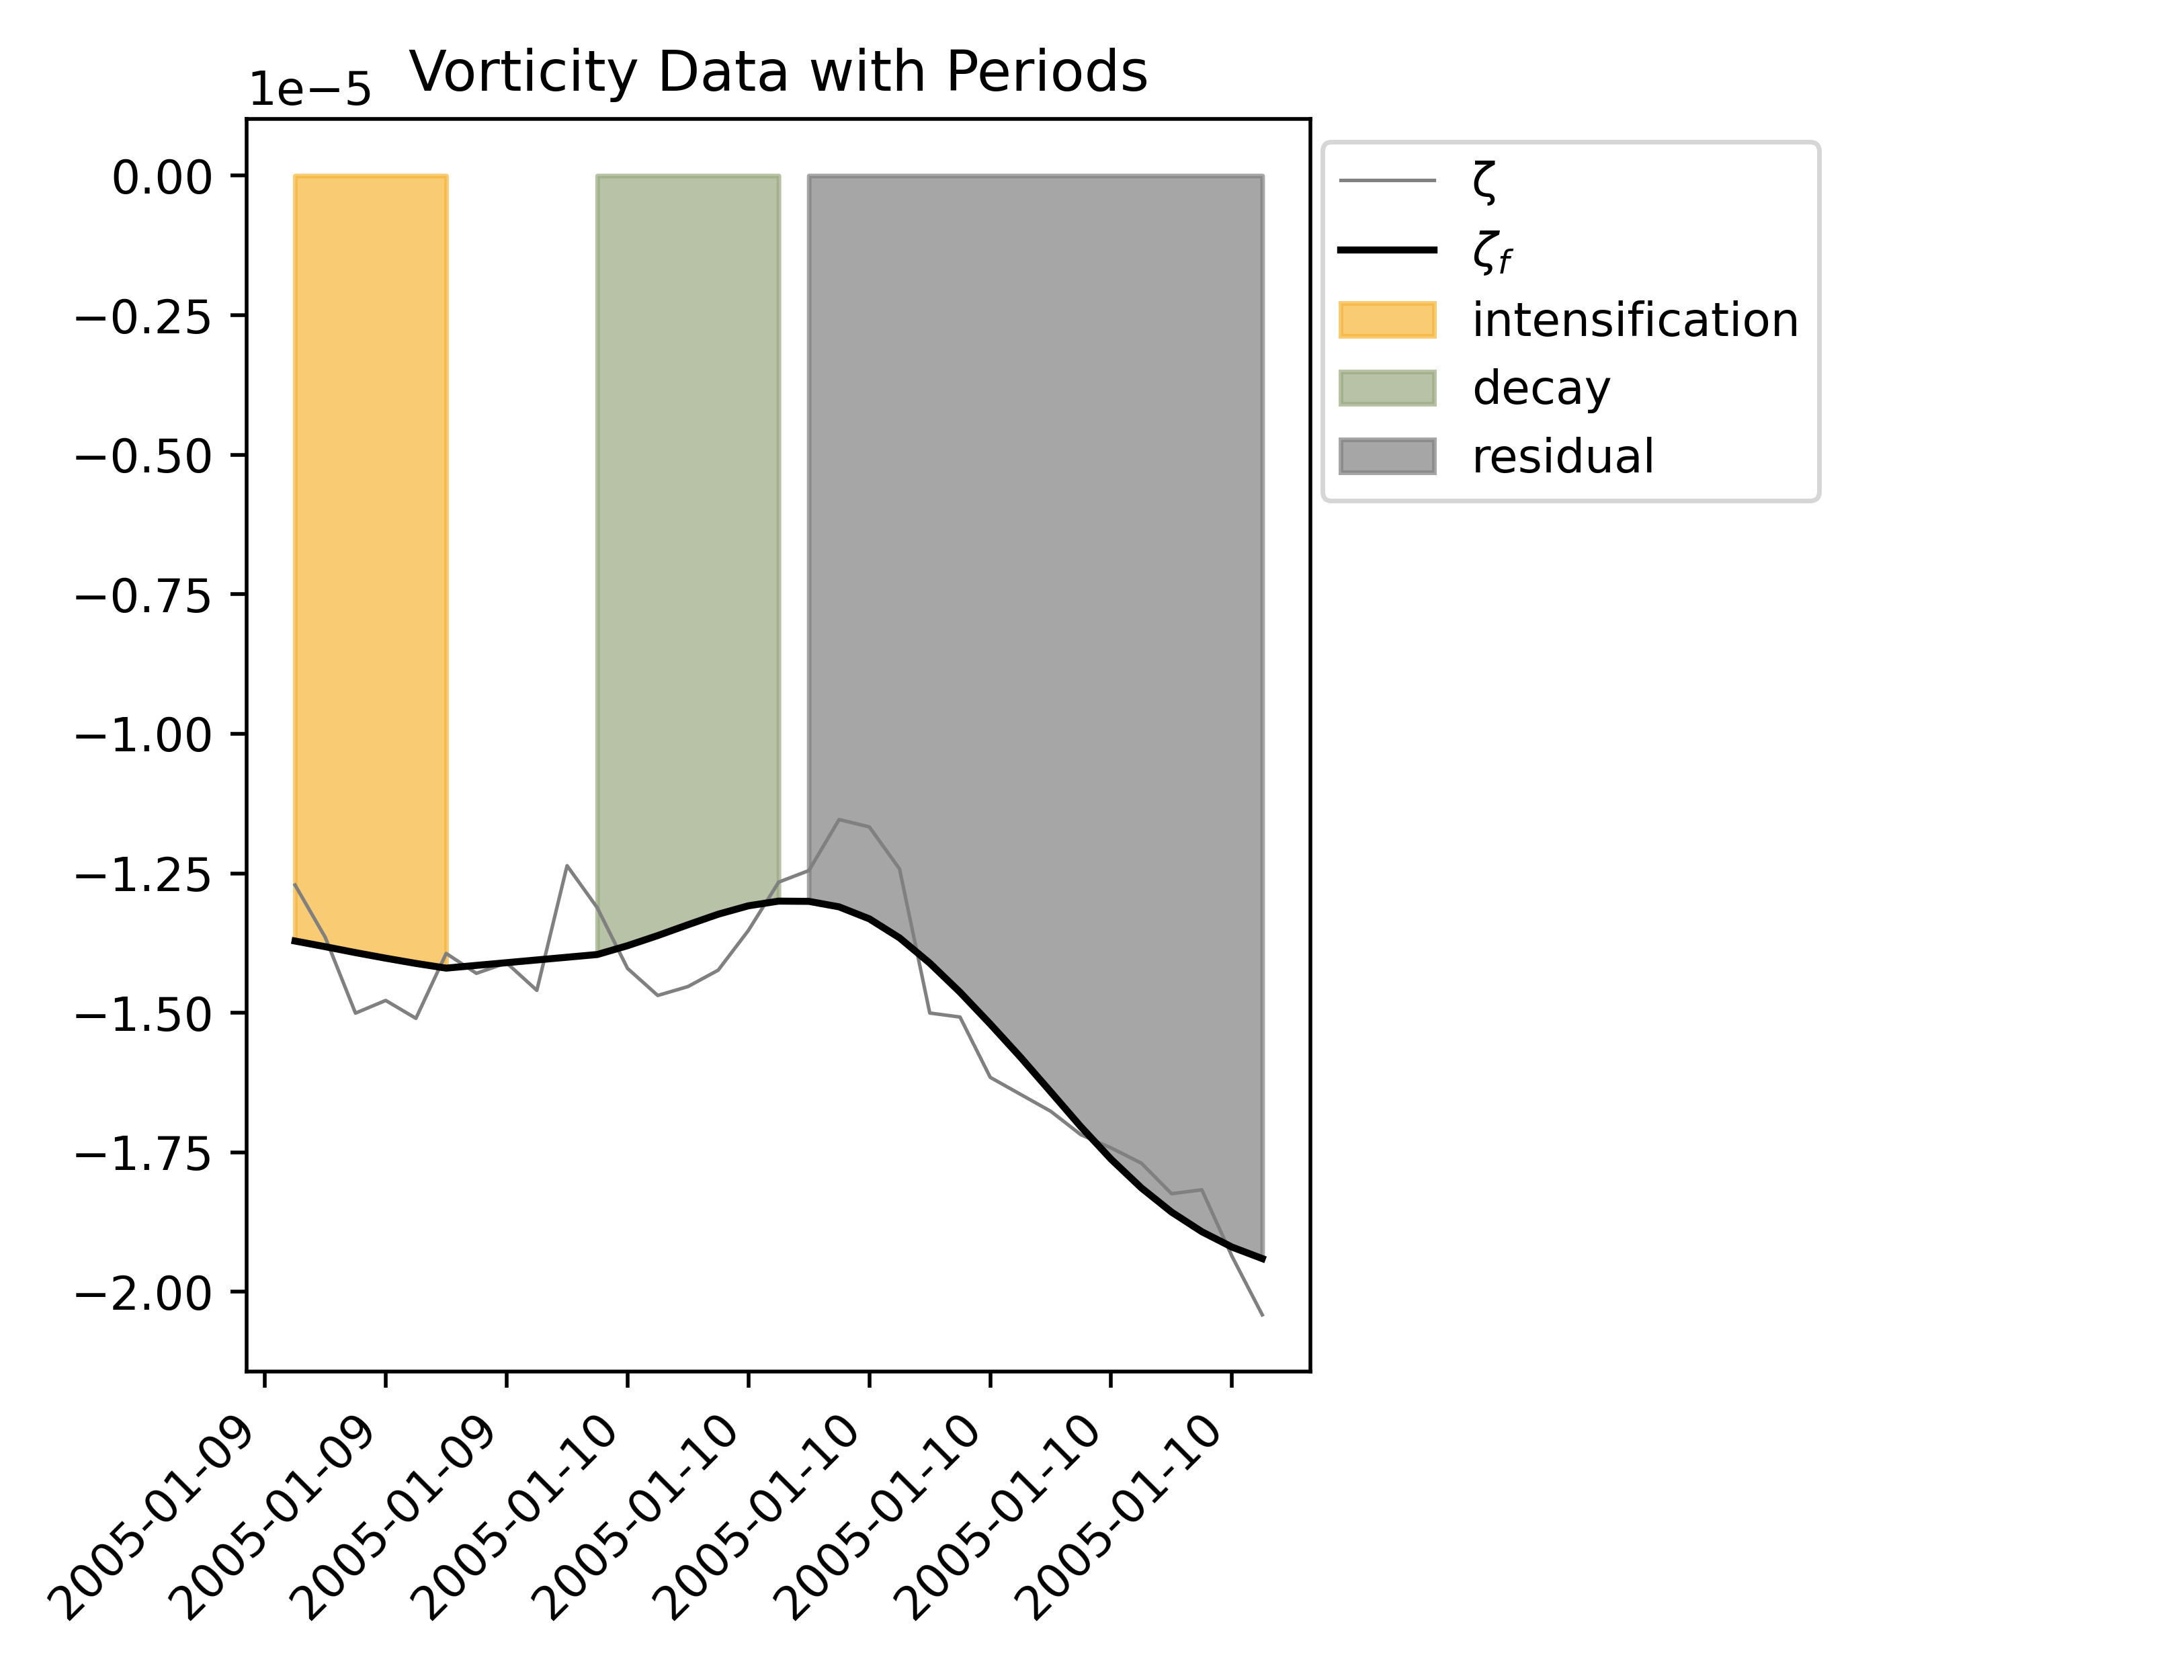 Vorticity Data with Periods
1e−5
0.00
−0.25
−0.50
−0.75
−1.00
−1.25
−1.50
−1.75
−2.00
2005-01-09
2005-01-09
2005-01-09
2005-01-10
2005-01-10
2005-01-10
2005-01-10
2005-01-10
2005-01-10
ζ
ζf
intensification
decay
residual